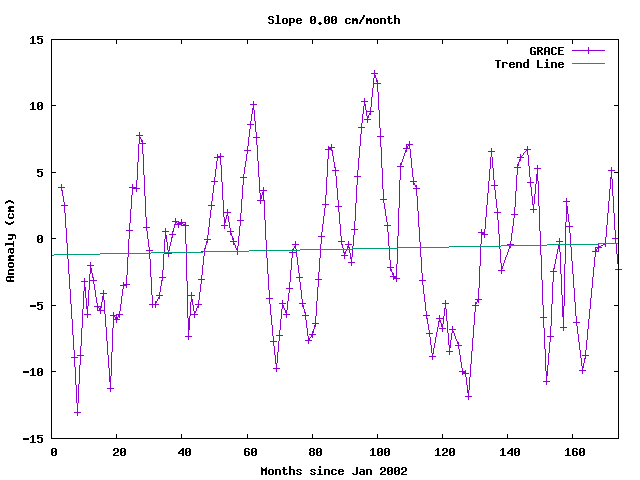 Slope 0.00 cm/month
15
10
5
0
-5
-10
-15
Anomaly (cm)
GRACE
Trend Line
0 20 40 60 80 100 120 140 160
Months since Jan 2002